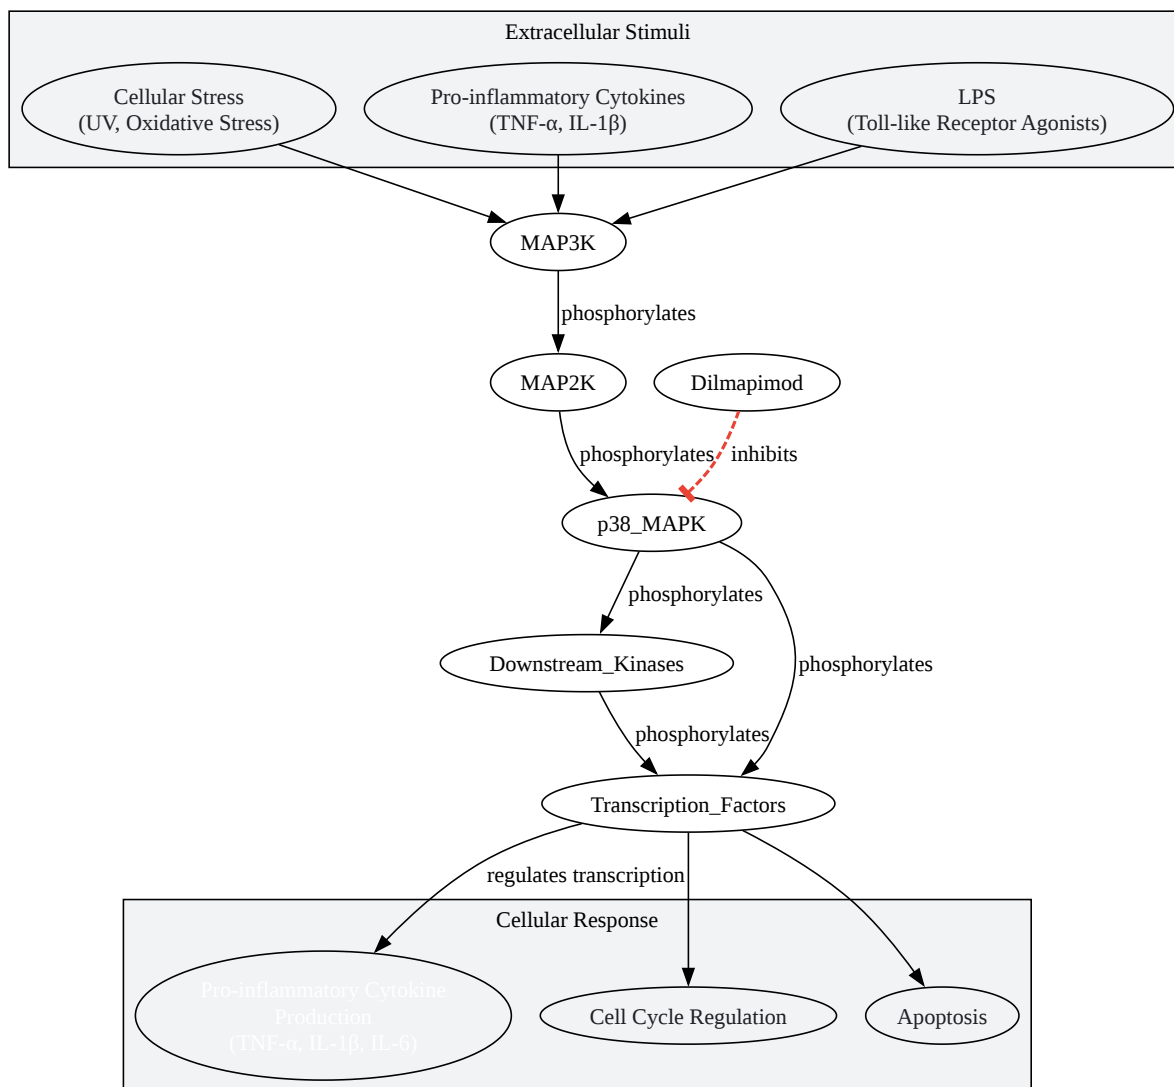 Extracellular Stimuli
Cellular Stress
(UV, Oxidative Stress)
Pro-inflammatory Cytokines
(TNF-α, IL-1β)
LPS
(Toll-like Receptor Agonists)
MAP3K
phosphorylates
MAP2K
Dilmapimod
phosphorylates
inhibits
p38_MAPK
phosphorylates
Downstream_Kinases
phosphorylates
phosphorylates
Transcription_Factors
regulates transcription
Cellular Response
Pro-inflammatory Cytokine
Production
(TNF-α, IL-1β, IL-6)
Cell Cycle Regulation
Apoptosis